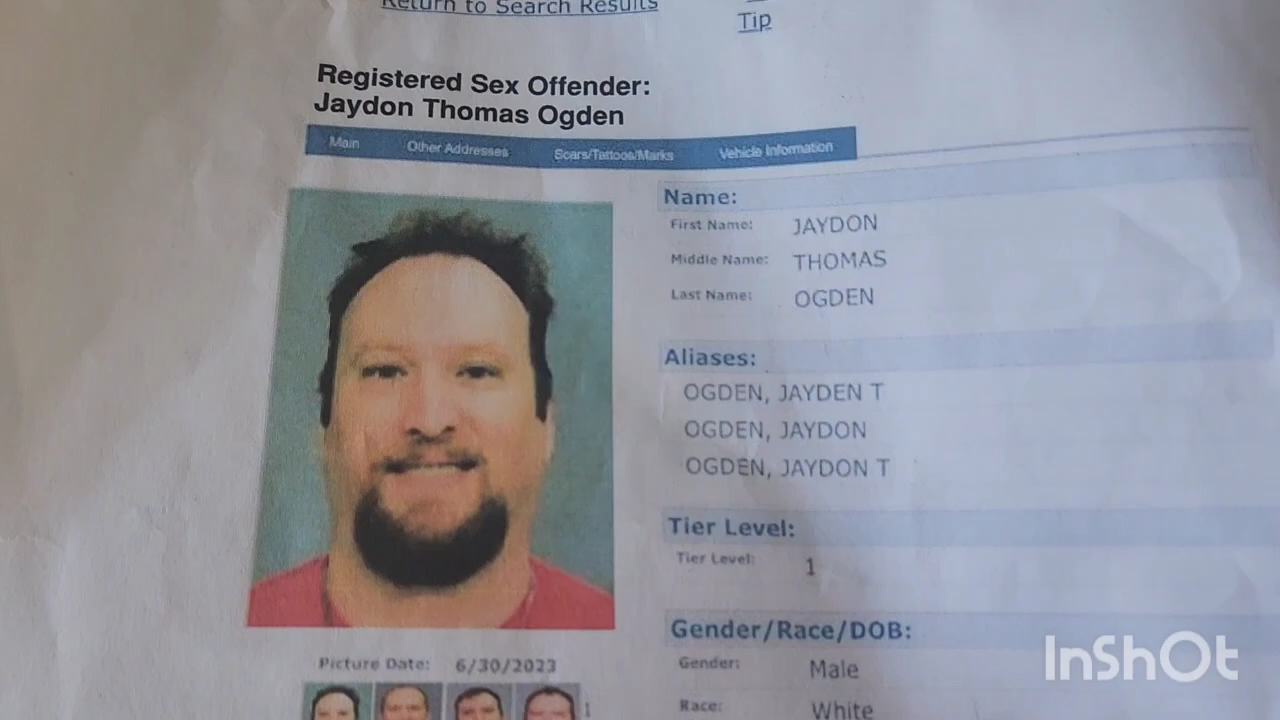 Return to Search Results
Tip
Registered Sex Offender:
Jaydon Thomas Ogden
Main Other Addresses Scars/Tattoos/Marks Vehicle Information
Name:
First Name: JAYDON
Middle Name: THOMAS
Last Name: OGDEN
Aliases:
OGDEN, JAYDEN T
OGDEN, JAYDON
OGDEN, JAYDON T
Tier Level:
Tier Level: 1
Gender/Race/DOB:
Gender: Male
Race: White
Picture Date: 6/30/2023
1
InShOt